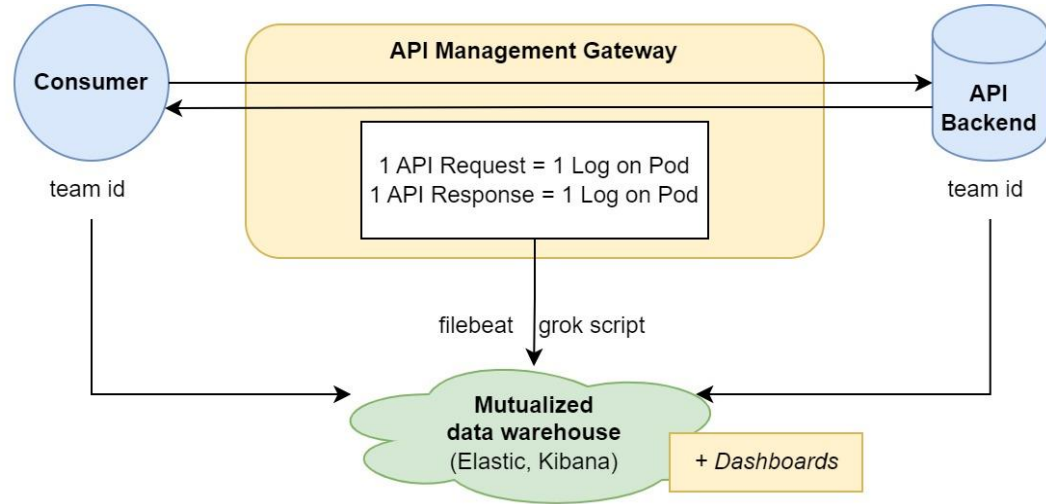 API Management Gateway
Consumer
API
Backend
1 API Request = 1 Log on Pod
1 API Response = 1 Log on Pod
team id
team id
filebeat
grok script
Mutualized
data warehouse
(Elastic, Kibana)
+ Dashboards